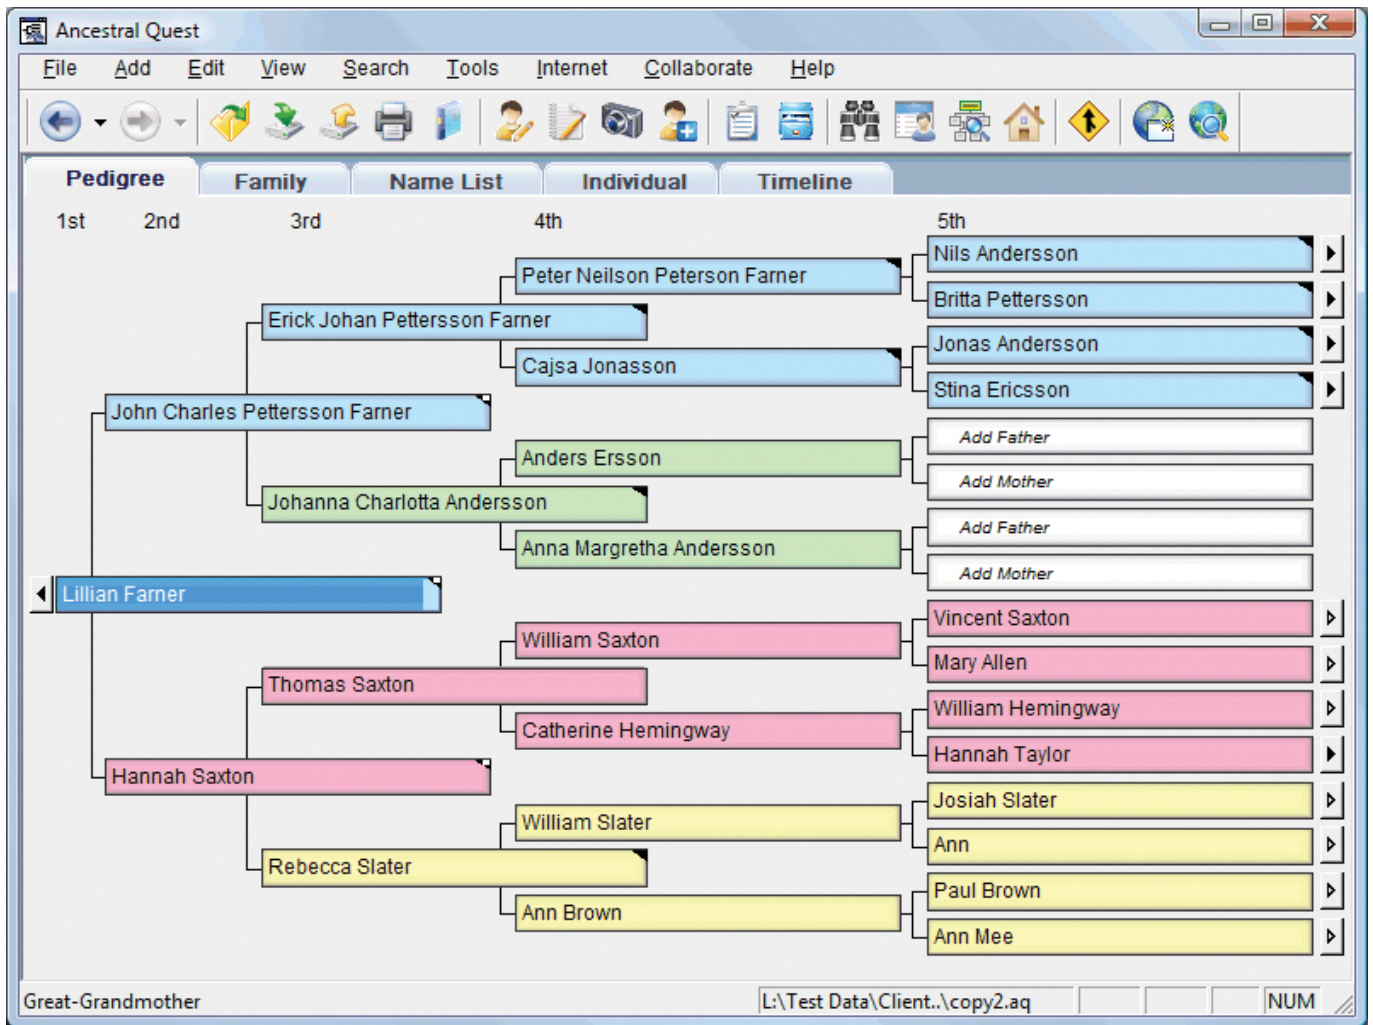 Ancestral Quest
File Add Edit View Search Tools Internet Collaborate Help
Pedigree Family Name List Individual Timeline
1st 2nd 3rd 4th 5th
Nils Andersson
Peter Neilson Peterson Farner
Britta Pettersson
Erick Johan Pettersson Farner
Jonas Andersson
Cajsa Jonasson
Stina Ericsson
John Charles Pettersson Farner
Add Father
Anders Ersson
Add Mother
Johanna Charlotta Andersson
Add Father
Anna Margretha Andersson
Add Mother
Lillian Farner
Vincent Saxton
William Saxton
Mary Allen
Thomas Saxton
William Hemingway
Catherine Hemingway
Hannah Taylor
Hannah Saxton
Josiah Slater
William Slater
Ann
Rebecca Slater
Paul Brown
Ann Brown
Ann Mee
Great-Grandmother L:\Test Data\Client..\copy2.aq NUM